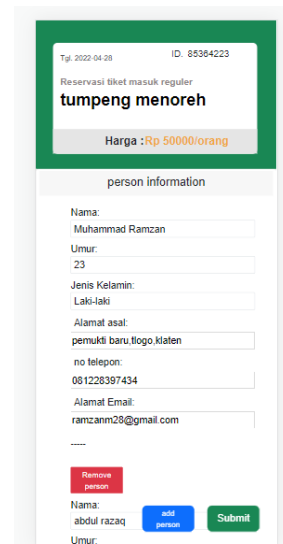 Tgl. 2022-04-28
ID. 85364223
Reservasi tiket masuk reguler
tumpeng menoreh
Harga :Rp 50000/orang
person information
Nama:
Muhammad Ramzan
Umur:
23
Jenis Kelamin:
Laki-laki
Alamat asal:
pemukti baru,tlogo,klaten
no telepon:
081228397434
Alamat Email:
ramzanm28@gmail.com
-----
Remove
person
Nama:
abdul razaq
add
person
Submit
Umur: